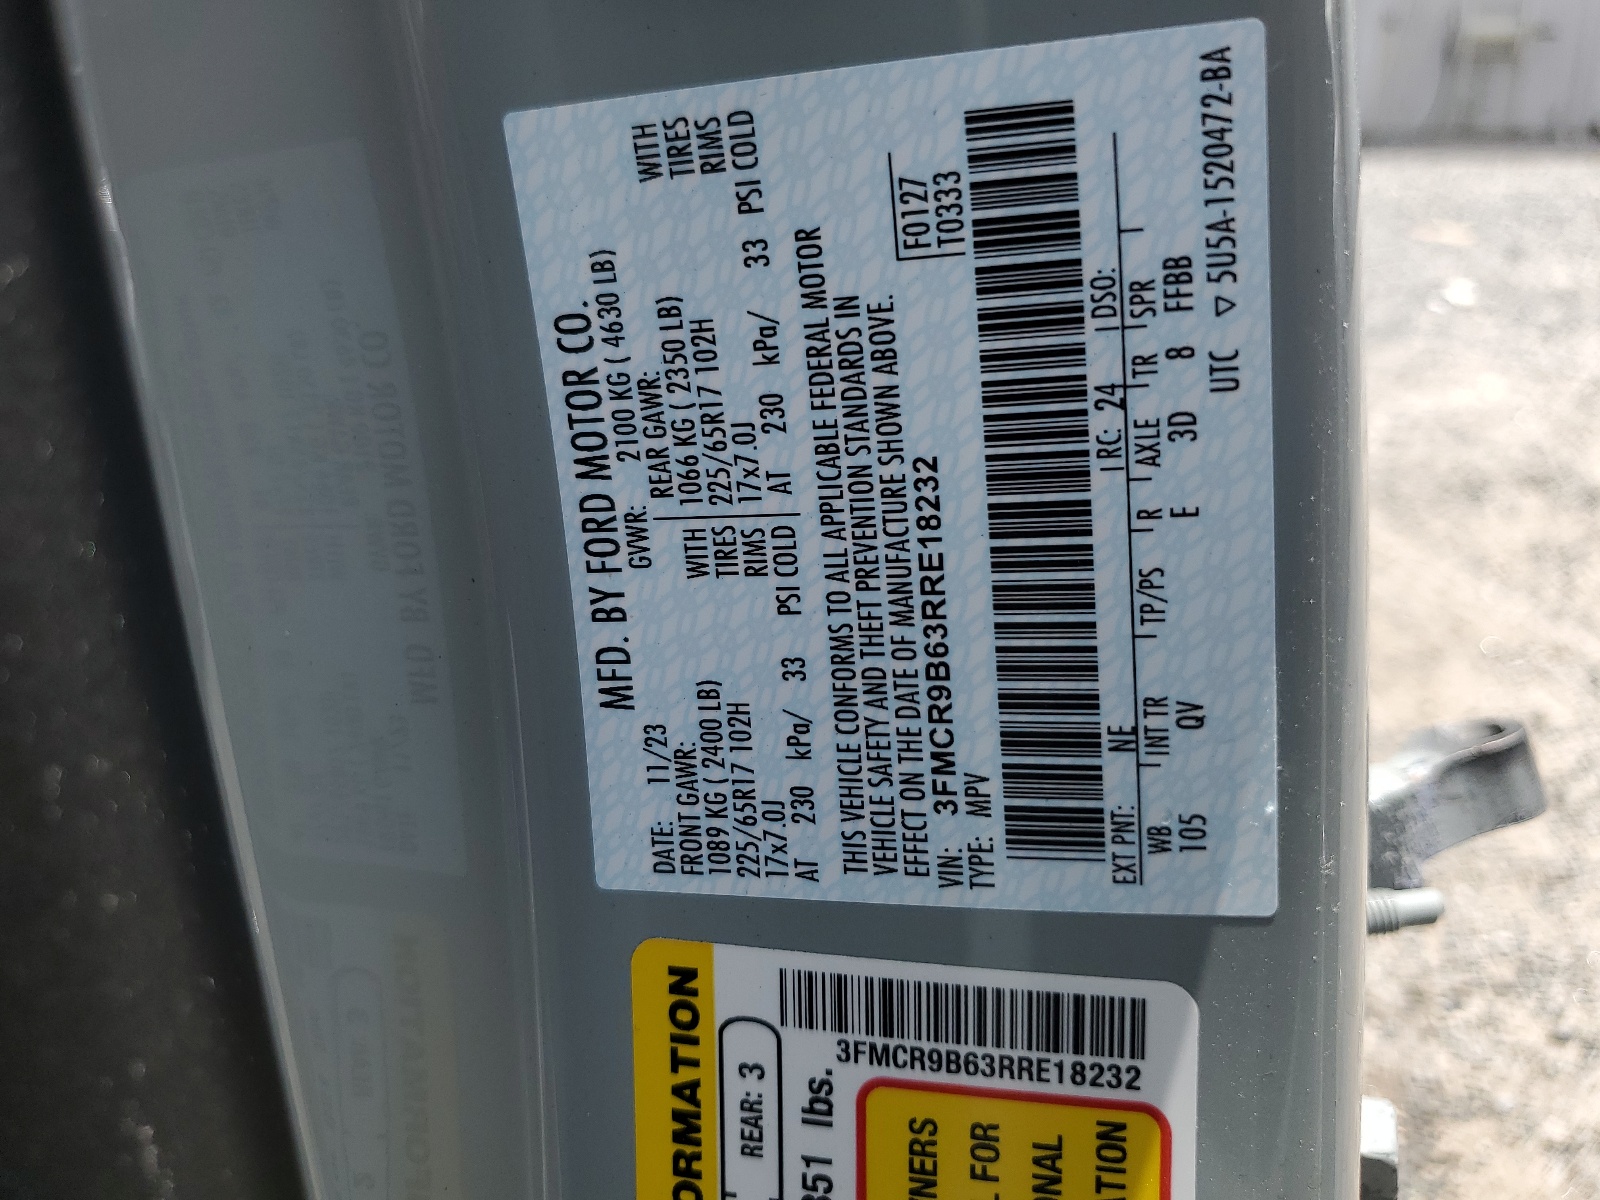 MFD. BY FORD MOTOR CO.
DATE: 11/23 GVWR: 2100 KG ( 4630 LB)
FRONT GAWR: REAR GAWR:
1089 KG ( 2400 LB) WITH 1066 KG ( 2350 LB) WITH
225/65R17 102H TIRES 225/65R17 102H TIRES
17x7.0J RIMS 17x7.0J RIMS
AT 230 kPa/ 33 PSI COLD AT 230 kPa/ 33 PSI COLD
THIS VEHICLE CONFORMS TO ALL APPLICABLE FEDERAL MOTOR
VEHICLE SAFETY AND THEFT PREVENTION STANDARDS IN
EFFECT ON THE DATE OF MANUFACTURE SHOWN ABOVE.
VIN: 3FMCR9B63RRE18232 F0127
TYPE: MPV T0333
EXT PNT: NE RC: 24 DSO:
WB INT TR TP/PS R AXLE TR SPR
105 QV E 3D 8 FFBB
UTC ▽ 5U5A-1520472-BA
ORMATION
REAR: 3
351 lbs.
3FMCR9B63RRE18232
NERS
FOR
ONAL
ATION